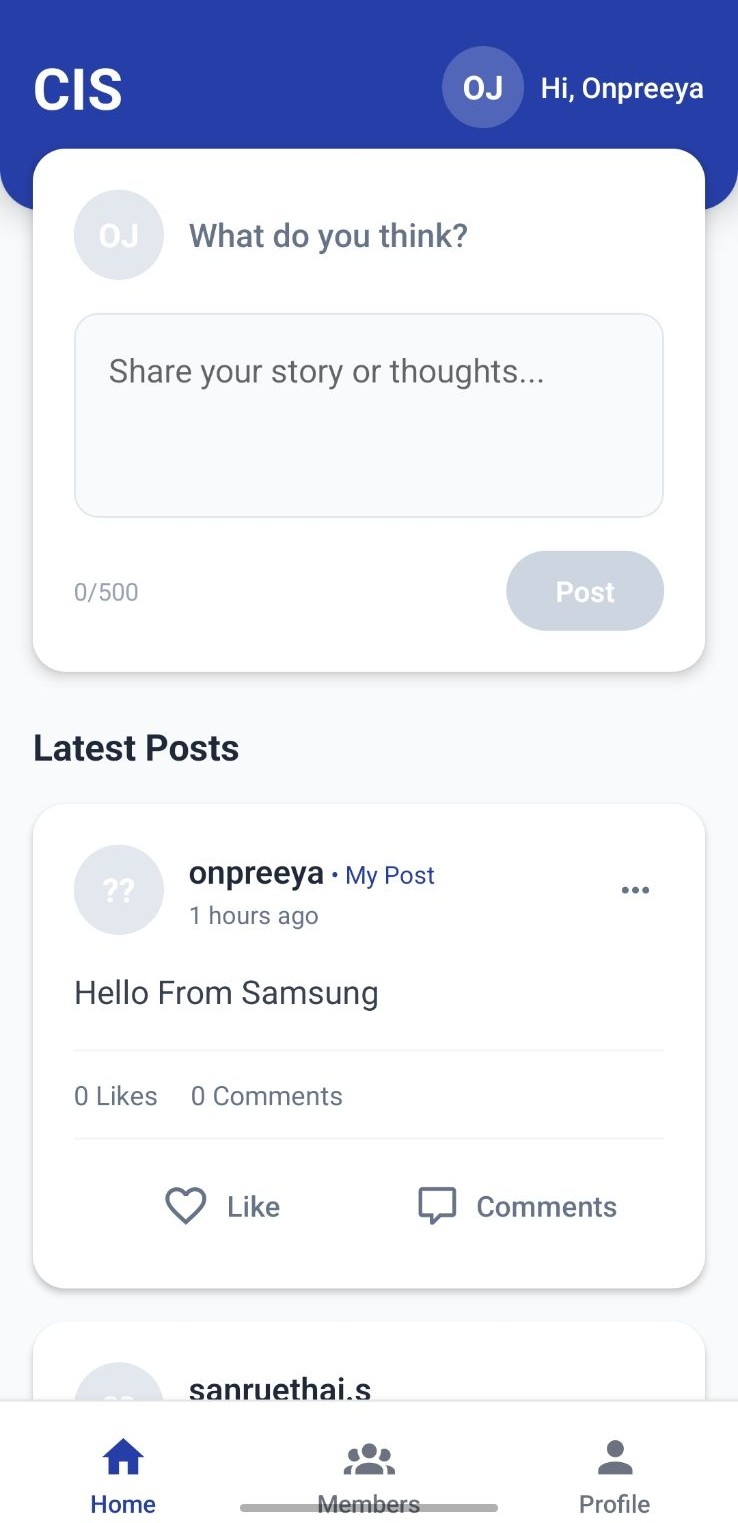 CIS
OJ
Hi, Onpreeya
OJ
What do you think?
Share your story or thoughts...
0/500
Post
Latest Posts
??
onpreeya • My Post
1 hours ago
Hello From Samsung
0 Likes 0 Comments
Like
Comments
sanruethai.s
Home
Members
Profile